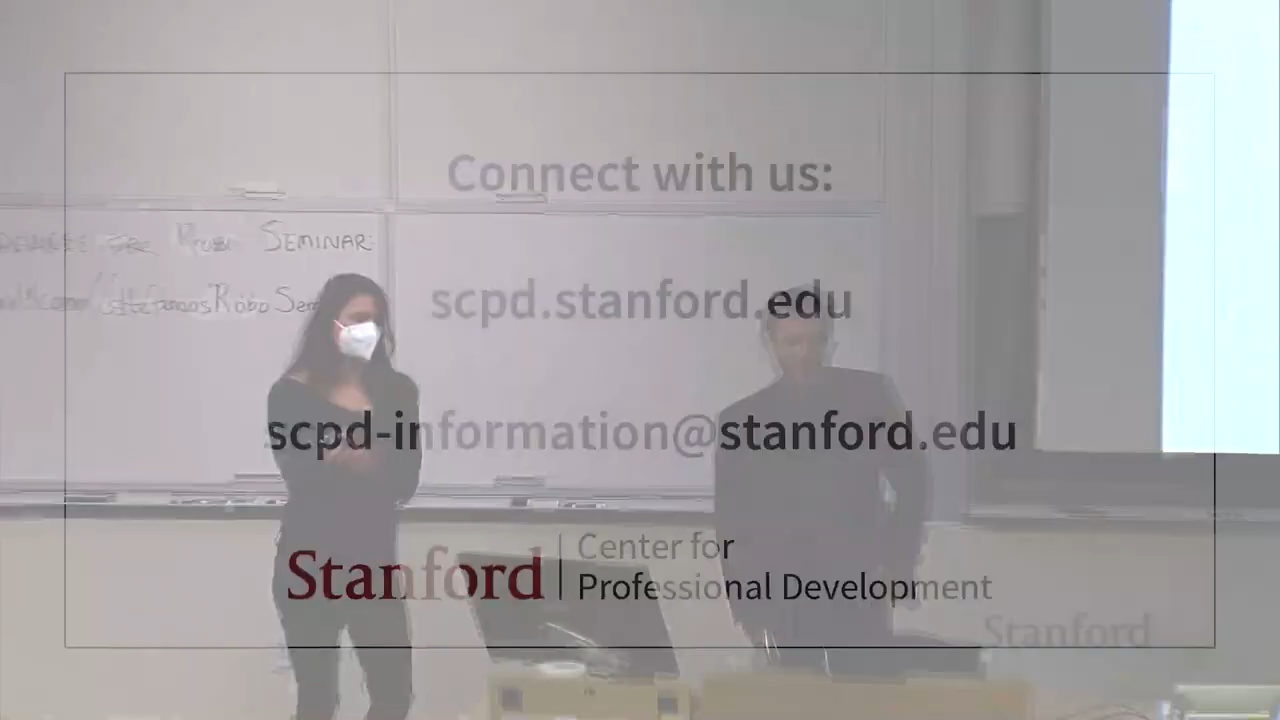 Connect with us:
SEMINAR:
scpd.stanford.edu
scpd-information@stanford.edu
Stanford
Center for
Professional Development
Stanford